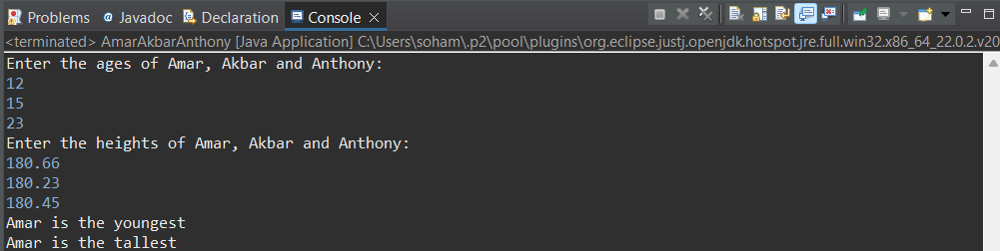 Problems @ Javadoc Declaration Console
<terminated> AmarAkbarAnthony [Java Application] C:\Users\soham\.p2\pool\plugins\org.eclipse.justj.openjdk.hotspot.jre.full.win32.x86_64_22.0.2.v20
Enter the ages of Amar, Akbar and Anthony:
12
15
23
Enter the heights of Amar, Akbar and Anthony:
180.66
180.23
180.45
Amar is the youngest
Amar is the tallest